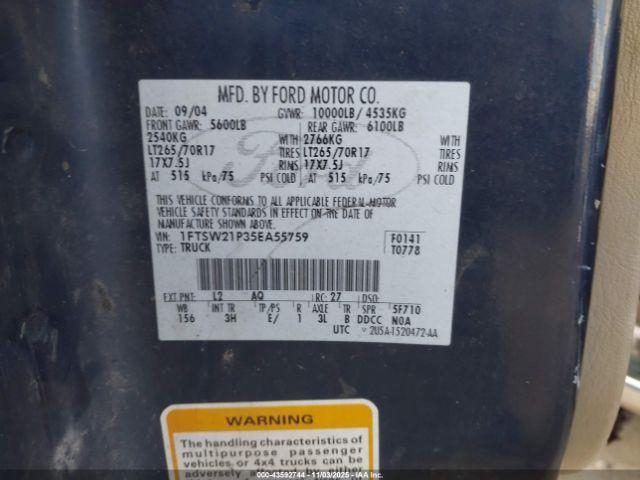 MFD. BY FORD MOTOR CO.
DATE: 09/04 GVWR: 10000LB/ 4535KG
FRONT GAWR: 5600LB REAR GAWR: 6100LB
2540KG WITH 2766KG WITH
LT265/70R17 TIRES LT265/70R17 TIRES
17X7.5J RIMS 17X7.5J RIMS
AT 515 kPa/75 PSI COLD AT 515 kPa/75 PSI COLD
THIS VEHICLE CONFORMS TO ALL APPLICABLE FEDERAL MOTOR
VEHICLE SAFETY STANDARDS IN EFFECT ON THE DATE OF
MANUFACTURE SHOWN ABOVE.
VIN: 1FTSW21P35EA55759 F0141
TYPE: TRUCK T0778
Ford
EXT PNT: L2 AQ RC: 27 DSO:
WB INT TR TP/PS R AXLE TR SPR 5F710
156 3H E/ 1 3L B DDCC N0A
UTC 2U5A-1520472-AA
WARNING
The handling characteristics of
multipurpose passenger
vehicles or 4x4 trucks can be
adversely affected by either
000-43592744 - 11/03/2025 - IAAI.COM